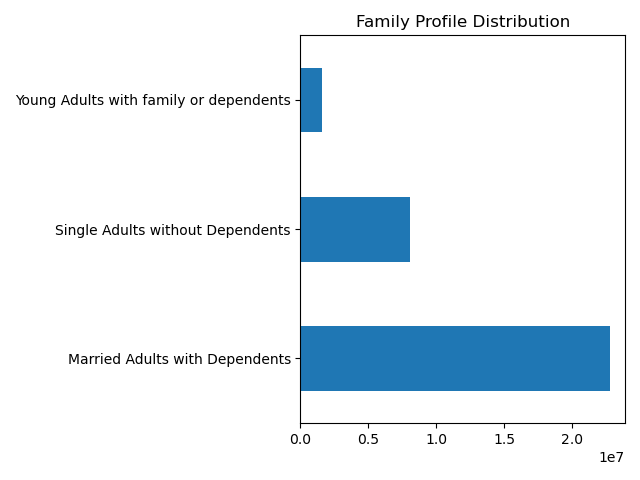 Family Profile Distribution
Young Adults with family or dependents
Single Adults without Dependents
Married Adults with Dependents
0.0 0.5 1.0 1.5 2.0
1e7